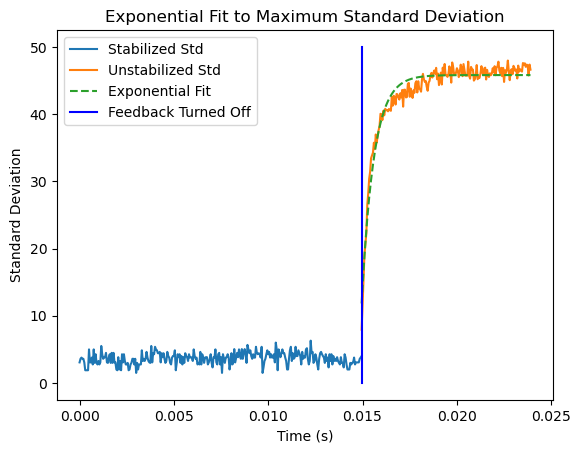 Exponential Fit to Maximum Standard Deviation
50
40
30
20
10
0
Standard Deviation
Stabilized Std
Unstabilized Std
Exponential Fit
Feedback Turned Off
0.000 0.005 0.010 0.015 0.020 0.025
Time (s)